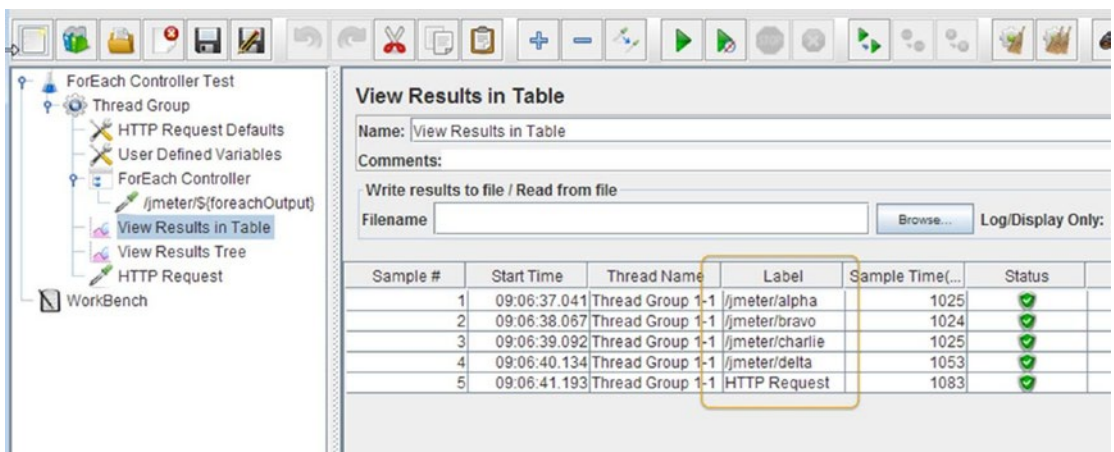 ForEach Controller Test
Thread Group
HTTP Request Defaults
User Defined Variables
ForEach Controller
/jmeter/${foreachOutput}
View Results in Table
View Results Tree
HTTP Request
WorkBench
View Results in Table
Name: View Results in Table
Comments:
Write results to file / Read from file
Filename Browse... Log/Display Only:
Sample # Start Time Thread Name Label Sample Time(... Status
1 09:06:37.041 Thread Group 1-1 /jmeter/alpha 1025
2 09:06:38.067 Thread Group 1-1 /jmeter/bravo 1024
3 09:06:39.092 Thread Group 1-1 /jmeter/charlie 1025
4 09:06:40.134 Thread Group 1-1 /jmeter/delta 1053
5 09:06:41.193 Thread Group 1-1 HTTP Request 1083